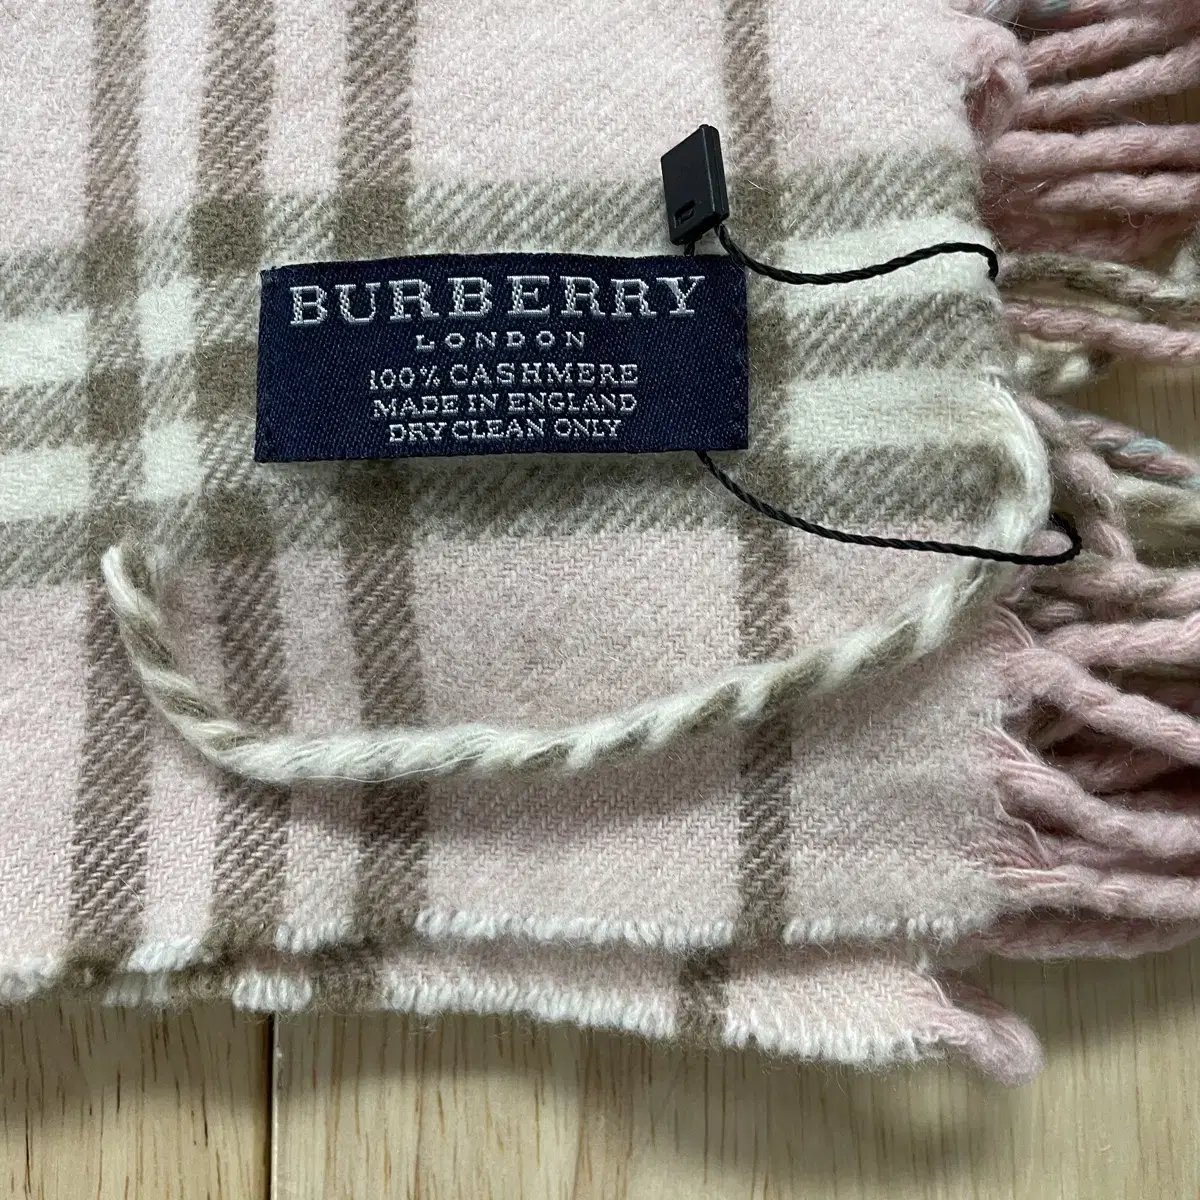 BURBERRY
LONDON
100% CASHMERE
MADE IN ENGLAND
DRY CLEAN ONLY